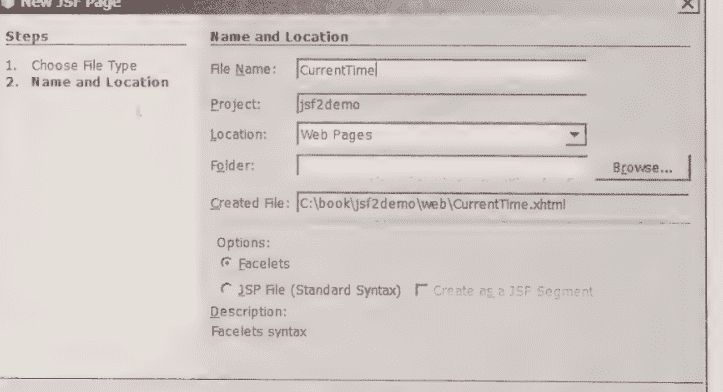 New JSF Page
Steps
1. Choose File Type
2. Name and Location
Name and Location
File Name: CurrentTime
Project: jsf2demo
Location: Web Pages
Folder:
Browse...
Created File: C:\book\jsf2demo\web\CurrentTime.xhtml
Options:
Facelets
JSP File (Standard Syntax) Create as a JSF Segment
Description:
Facelets syntax